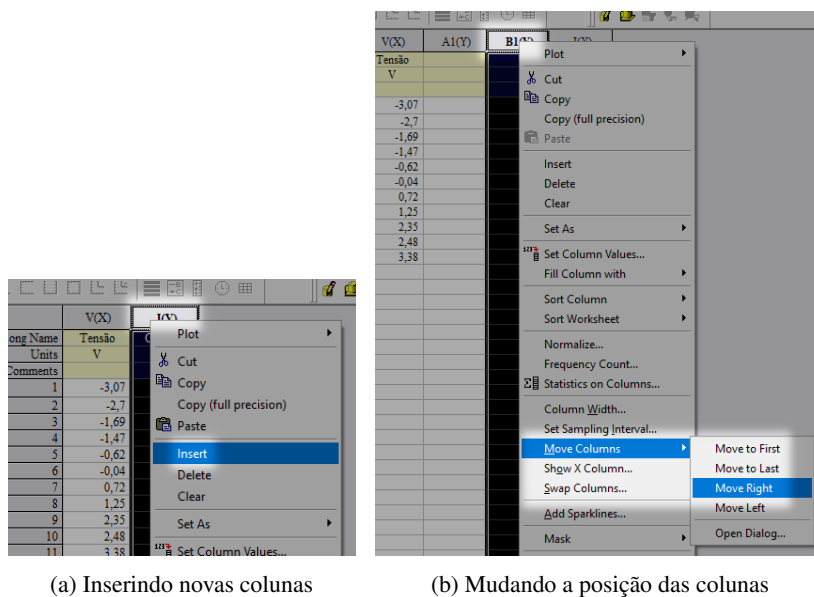 V(X) I(Y)
ong Name Tensão
Units V
Comments
1 -3,07
2 -2,7
3 -1,69
4 -1,47
5 -0,62
6 -0,04
7 0,72
8 1,25
9 2,35
10 2,48
11 3,38
Plot
Cut
Copy
Copy (full precision)
Paste
Insert
Delete
Clear
Set As
Set Column Values...
(a) Inserindo novas colunas
V(X) A1(Y) B1(Y) I(Y)
Tensão
V
-3,07
-2,7
-1,69
-1,47
-0,62
-0,04
0,72
1,25
2,35
2,48
3,38
Plot
Cut
Copy
Copy (full precision)
Paste
Insert
Delete
Clear
Set As
Set Column Values...
Fill Column with
Sort Column
Sort Worksheet
Normalize...
Frequency Count...
Statistics on Columns...
Column Width...
Set Sampling Interval...
Move Columns
Show X Column...
Swap Columns...
Add Sparklines...
Mask
Move to First
Move to Last
Move Right
Move Left
Open Dialog...
(b) Mudando a posição das colunas